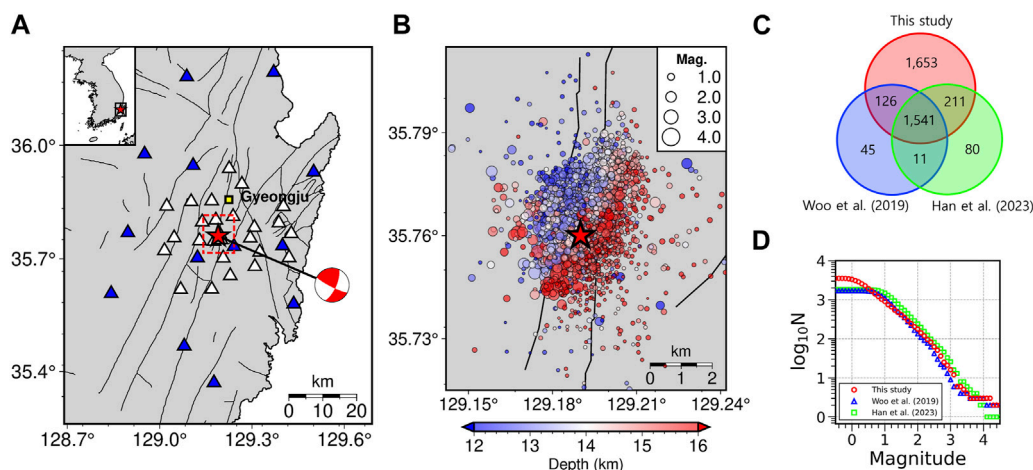 A
36.0°
35.7°
35.4°
128.7°
129.0°
129.3°
129.6°
Gyeongju
km
0 10 20
B
Mag.
1.0
2.0
3.0
4.0
35.79°
35.76°
35.73°
km
0 1 2
129.15°
129.18°
129.21°
129.24°
12 13 14 15 16
Depth (km)
C
This study
1,653
126
211
1,541
45
11
80
Woo et al. (2019)
Han et al. (2023)
D
log10N
4
3
2
1
0
This study
Woo et al. (2019)
Han et al. (2023)
0 1 2 3 4
Magnitude